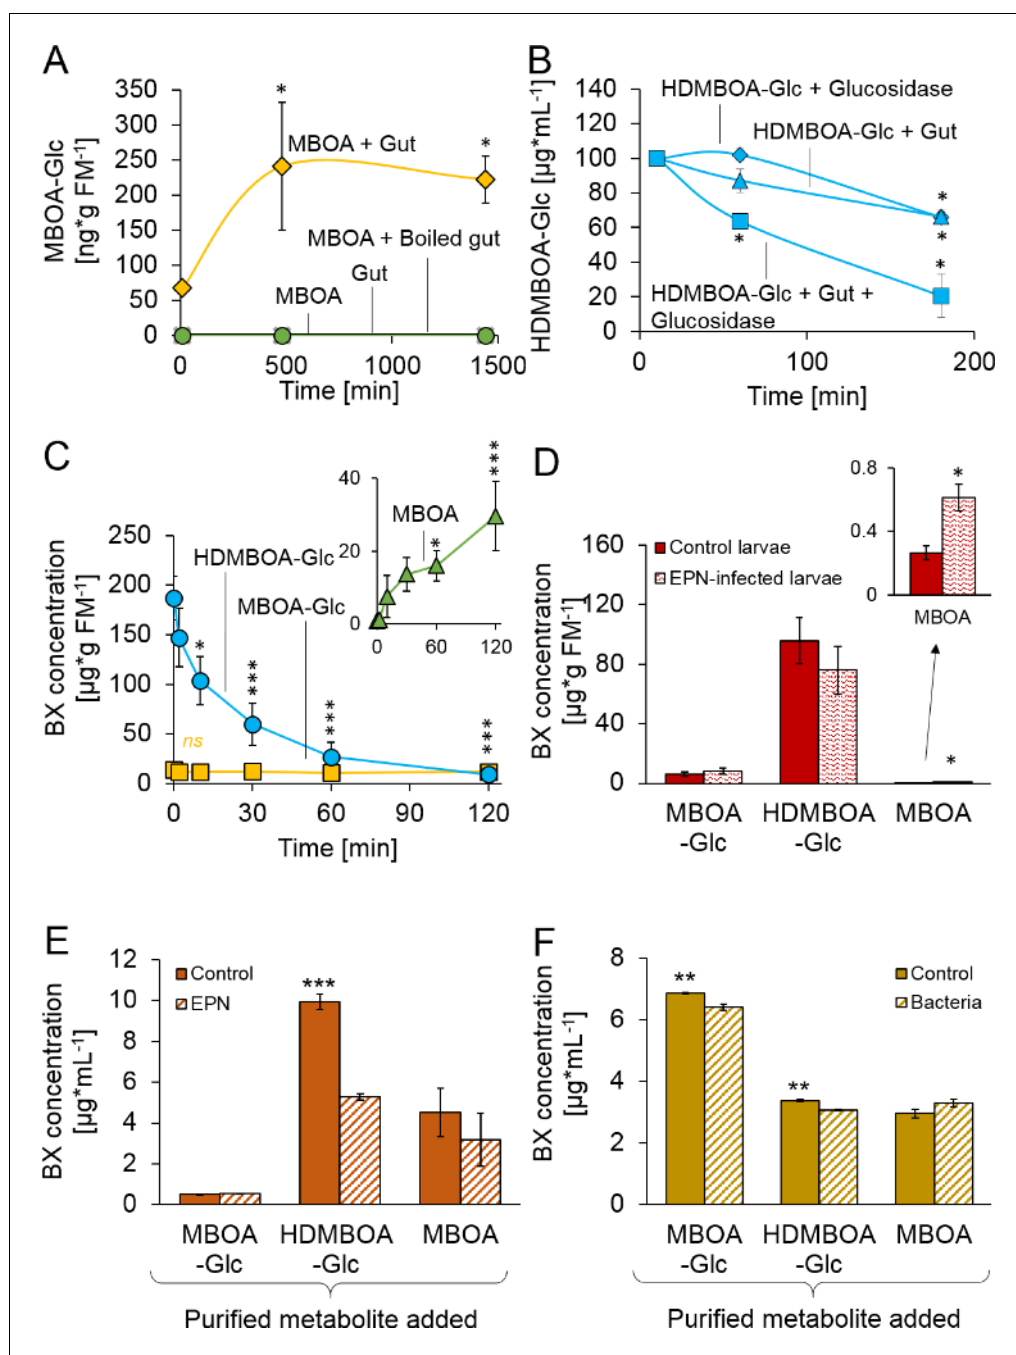 A
MBOA-Glc
[ng*g FM-1]
350
300
250
200
150
100
50
0
*
*
MBOA + Gut
MBOA + Boiled gut
Gut
MBOA
0
500
1000
1500
Time [min]
B
HDMBOA-Glc [µg*mL-1]
140
120
100
80
60
40
20
0
HDMBOA-Glc + Glucosidase
HDMBOA-Glc + Gut
*
*
*
*
HDMBOA-Glc + Gut +
Glucosidase
0
100
200
Time [min]
C
BX concentration
[µg*g FM-1]
250
200
150
100
50
0
HDMBOA-Glc
MBOA-Glc
*
***
***
***
ns
0
30
60
90
120
Time [min]
40
20
0
MBOA
*
***
0
60
120
D
BX concentration
[µg*g FM-1]
160
120
80
40
0
Control larvae
EPN-infected larvae
0.8
0.4
0
*
MBOA
*
MBOA
-Glc
HDMBOA
-Glc
MBOA
E
BX concentration
[µg*mL-1]
12
10
8
6
4
2
0
Control
EPN
***
MBOA
-Glc
HDMBOA
-Glc
MBOA
Purified metabolite added
F
BX concentration
[µg*mL-1]
8
6
4
2
0
**
**
Control
Bacteria
MBOA
-Glc
HDMBOA
-Glc
MBOA
Purified metabolite added